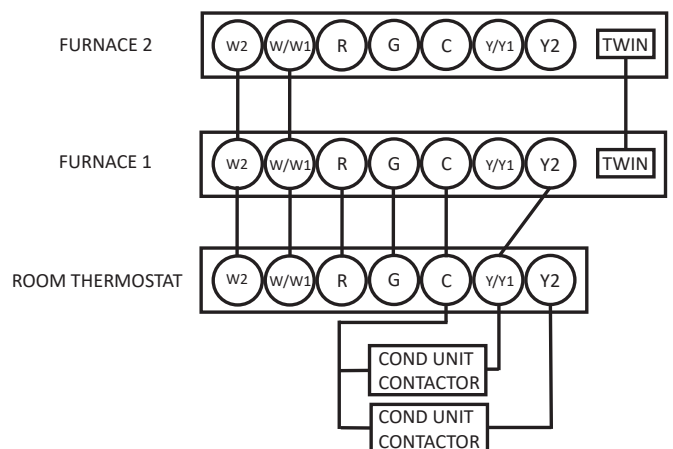 FURNACE 2
W2 W/W1 R G C Y/Y1 Y2 TWIN
FURNACE 1
W2 W/W1 R G C Y/Y1 Y2 TWIN
ROOM THERMOSTAT
W2 W/W1 R G C Y/Y1 Y2
COND UNIT
CONTACTOR
COND UNIT
CONTACTOR